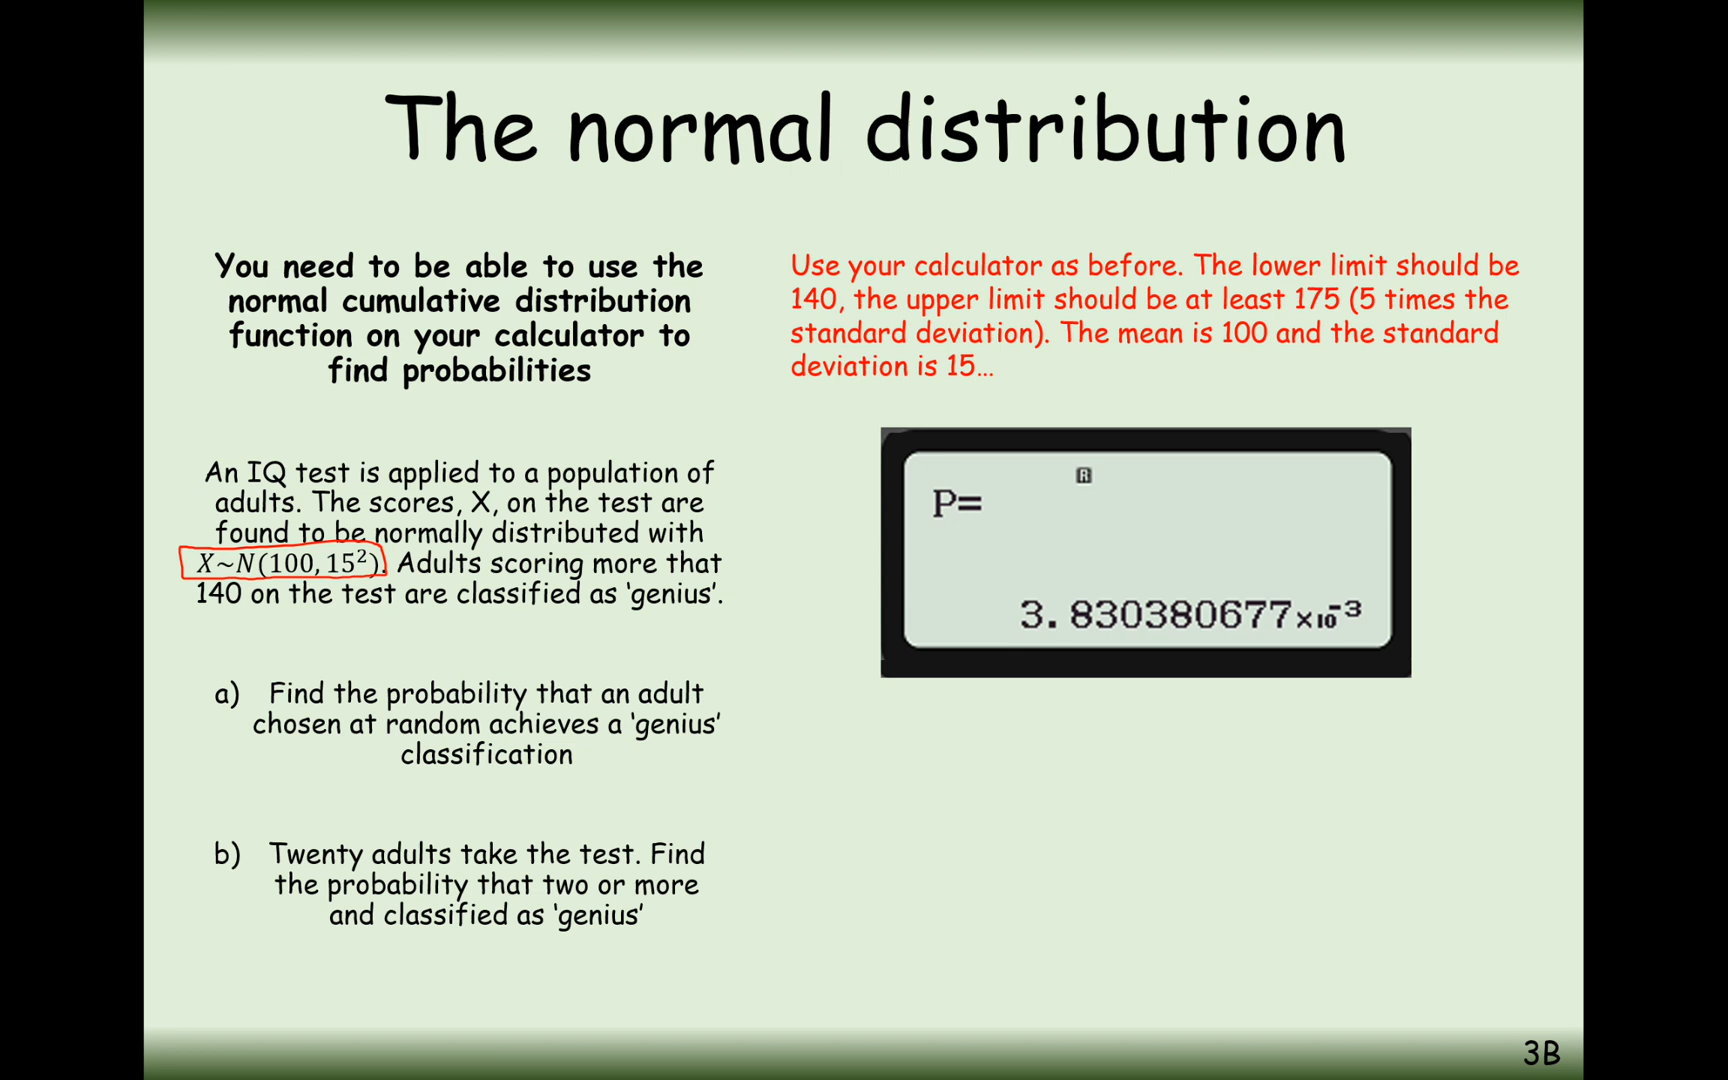 The normal distribution
You need to be able to use the
normal cumulative distribution
function on your calculator to
find probabilities
An IQ test is applied to a population of
adults. The scores, X, on the test are
found to be normally distributed with
X~N(100, 15²). Adults scoring more that
140 on the test are classified as ‘genius’.
a) Find the probability that an adult
chosen at random achieves a ‘genius’
classification
b) Twenty adults take the test. Find
the probability that two or more
and classified as ‘genius’
Use your calculator as before. The lower limit should be
140, the upper limit should be at least 175 (5 times the
standard deviation). The mean is 100 and the standard
deviation is 15…
R
P=
3.830380677×10⁻³
3B